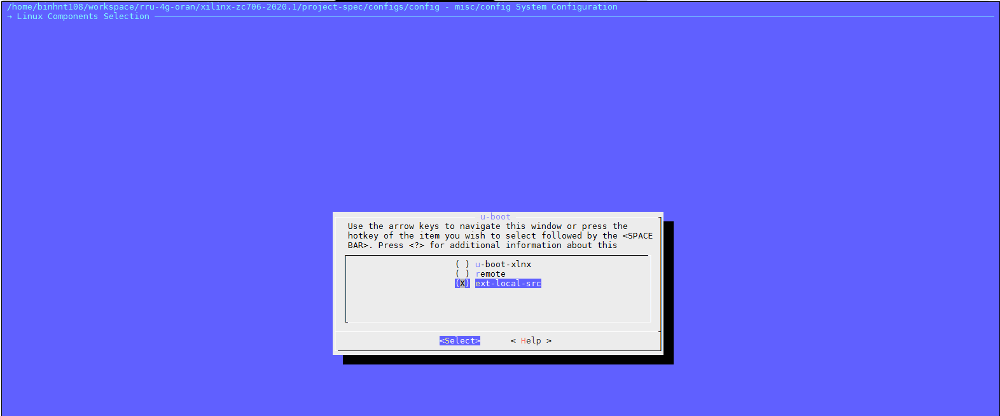 /home/binhnt108/workspace/rru-4g-oran/xilinx-zc706-2020.1/project-spec/configs/config - misc/config System Configuration
→ Linux Components Selection
u-boot
Use the arrow keys to navigate this window or press the
hotkey of the item you wish to select followed by the <SPACE
BAR>. Press <?> for additional information about this
( ) u-boot-xlnx
( ) remote
(X) ext-local-src
<Select> < Help >